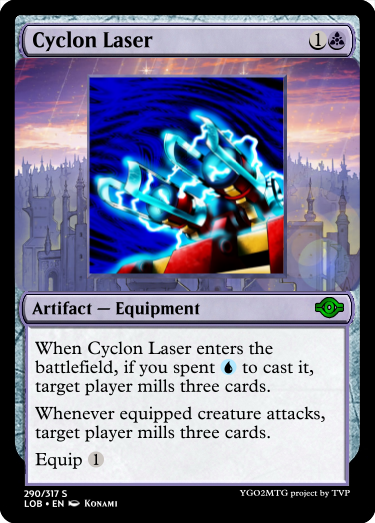 Cyclon Laser 1
When Cyclon Laser enters the
battlefield, if you spent to cast it,
target player mills three cards.
Whenever equipped creature attacks,
target player mills three cards.
Equip 1
Artifact — Equipment
290/317 S
LOB • EN KONAMI
YGO2MTG project by TVP